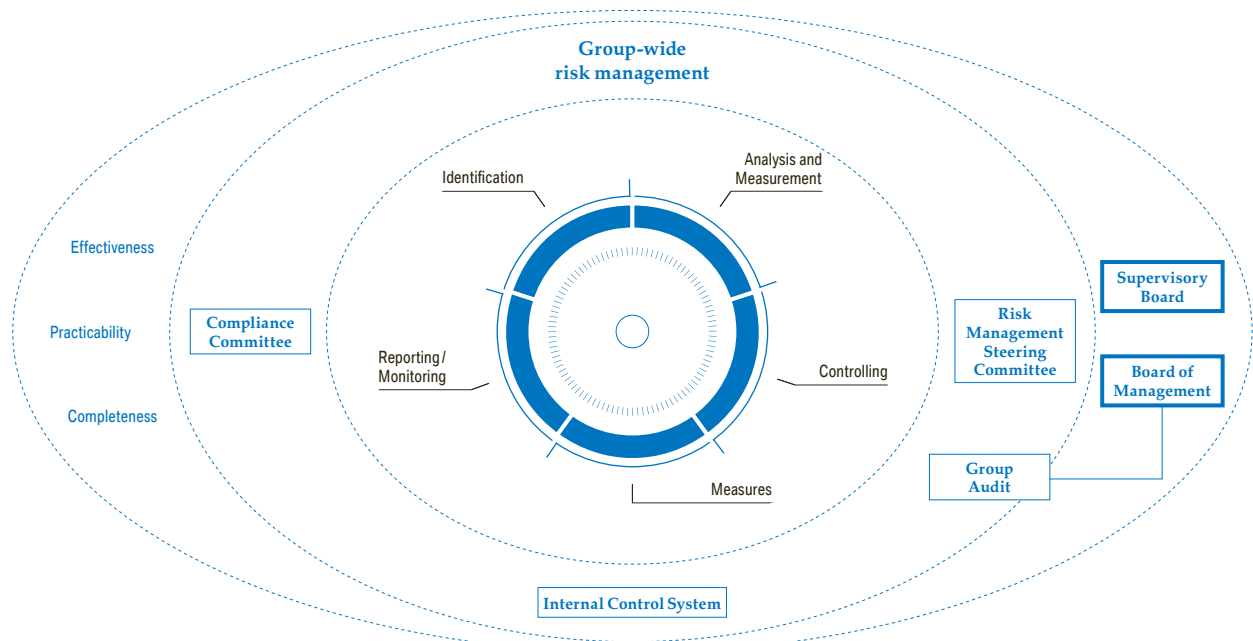 Group-wide
risk management
Identification
Analysis and
Measurement
Effectiveness
Practicability
Completeness
Compliance
Committee
Reporting/
Monitoring
Controlling
Measures
Risk
Management
Steering
Committee
Supervisory
Board
Board of
Management
Group
Audit
Internal Control System